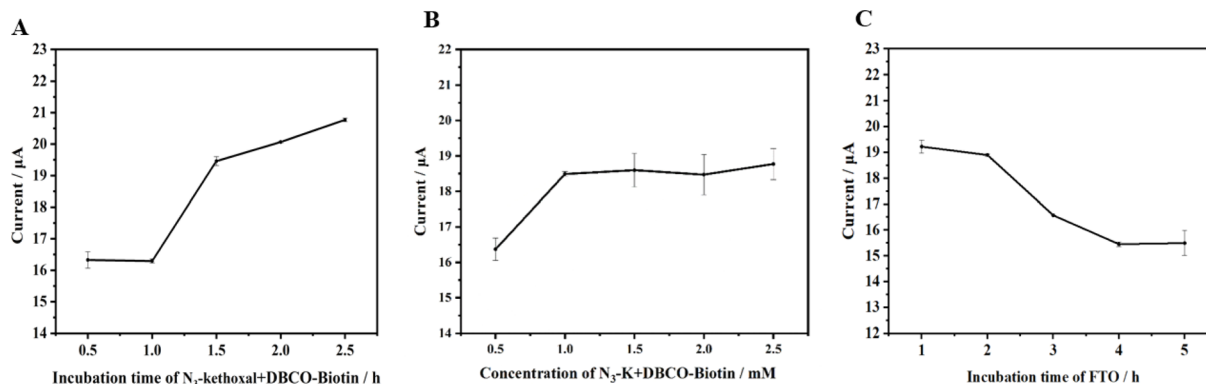 A
Current / μA
23
22
21
20
19
18
17
16
15
14
0.5 1.0 1.5 2.0 2.5
Incubation time of N₃-kethoxal+DBCO-Biotin / h
B
Current / μA
23
22
21
20
19
18
17
16
15
14
0.5 1.0 1.5 2.0 2.5
Concentration of N₃-K+DBCO-Biotin / mM
C
Current / μA
23
22
21
20
19
18
17
16
15
14
13
12
1 2 3 4 5
Incubation time of FTO / h